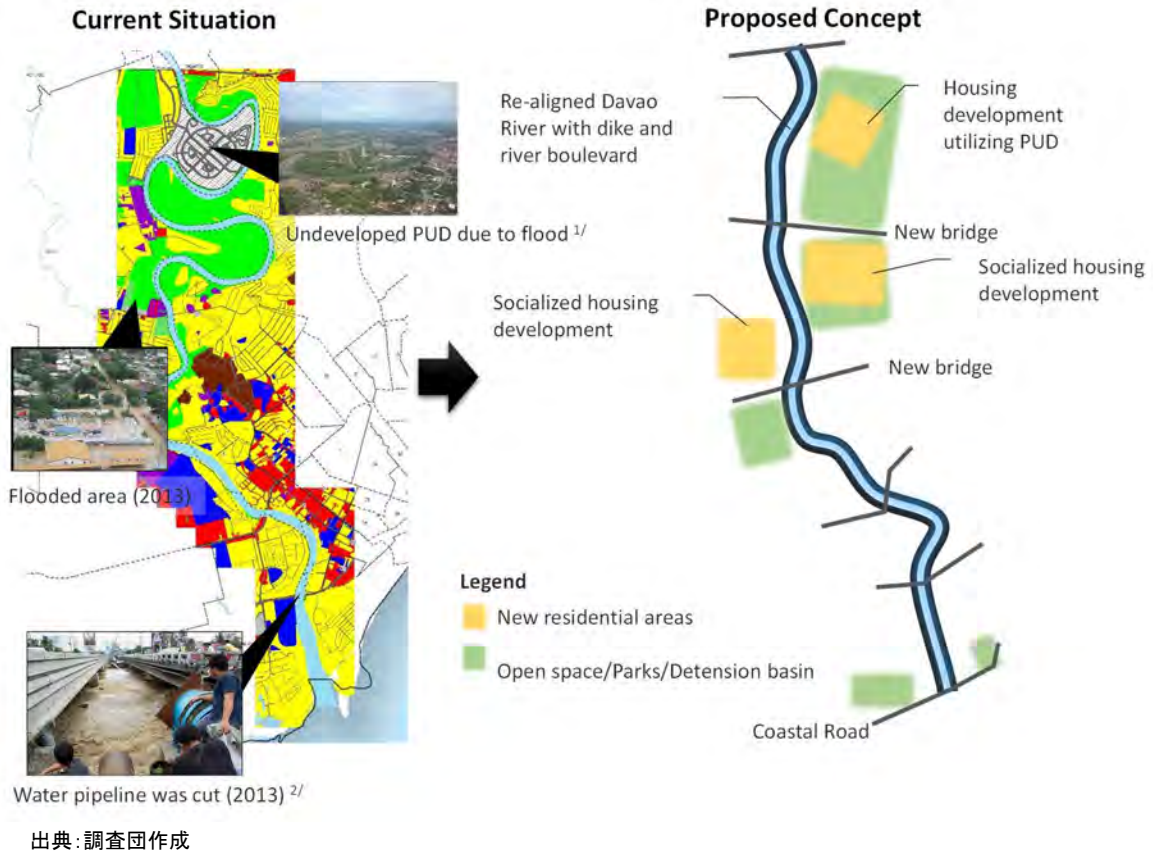 Current Situation
Proposed Concept
Re-aligned Davao
River with dike and
river boulevard
Housing
development
utilizing PUD
Undeveloped PUD due to flood 1/
New bridge
Socialized housing
development
Socialized housing
development
New bridge
Flooded area (2013)
Legend
New residential areas
Open space/Parks/Detension basin
Coastal Road
Water pipeline was cut (2013) 2/
出典：調査団作成